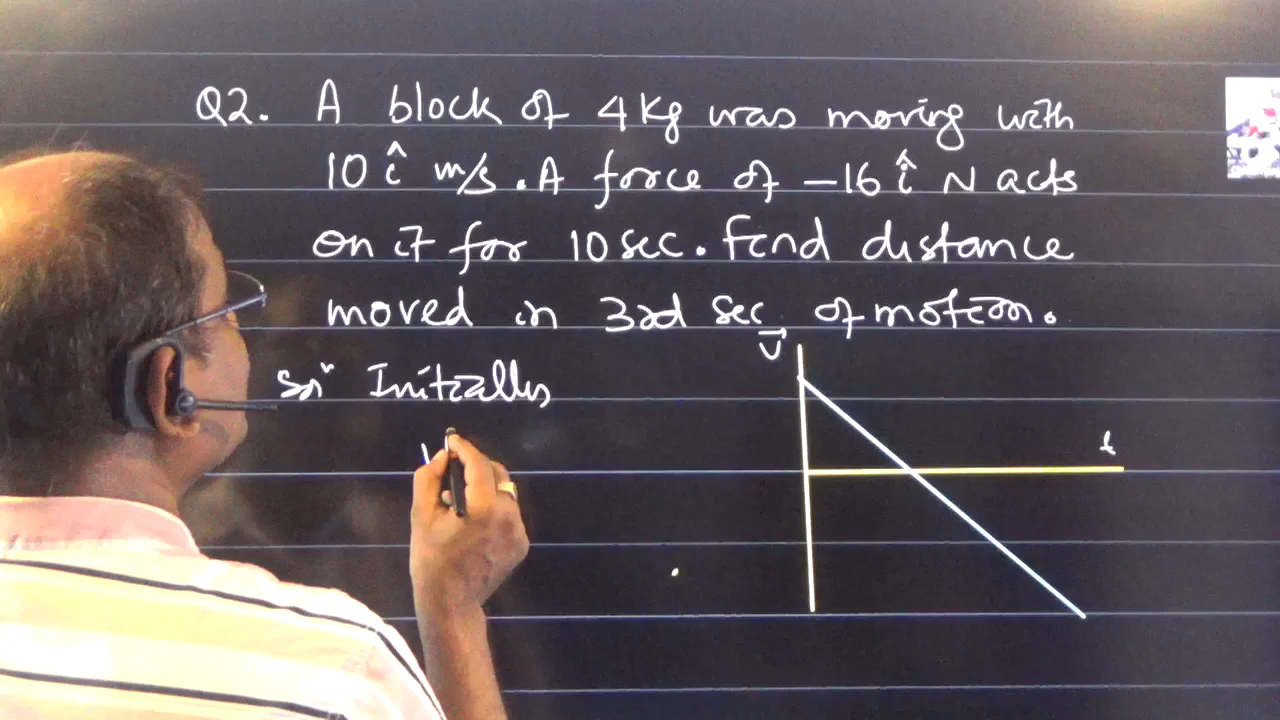 Q2. A block of 4Kg was moving with
10 î m/s. A force of -16 î N acts
on it for 10 sec. Find distance
moved in 3rd sec of motion.
Solⁿ Initially
v⃗
t